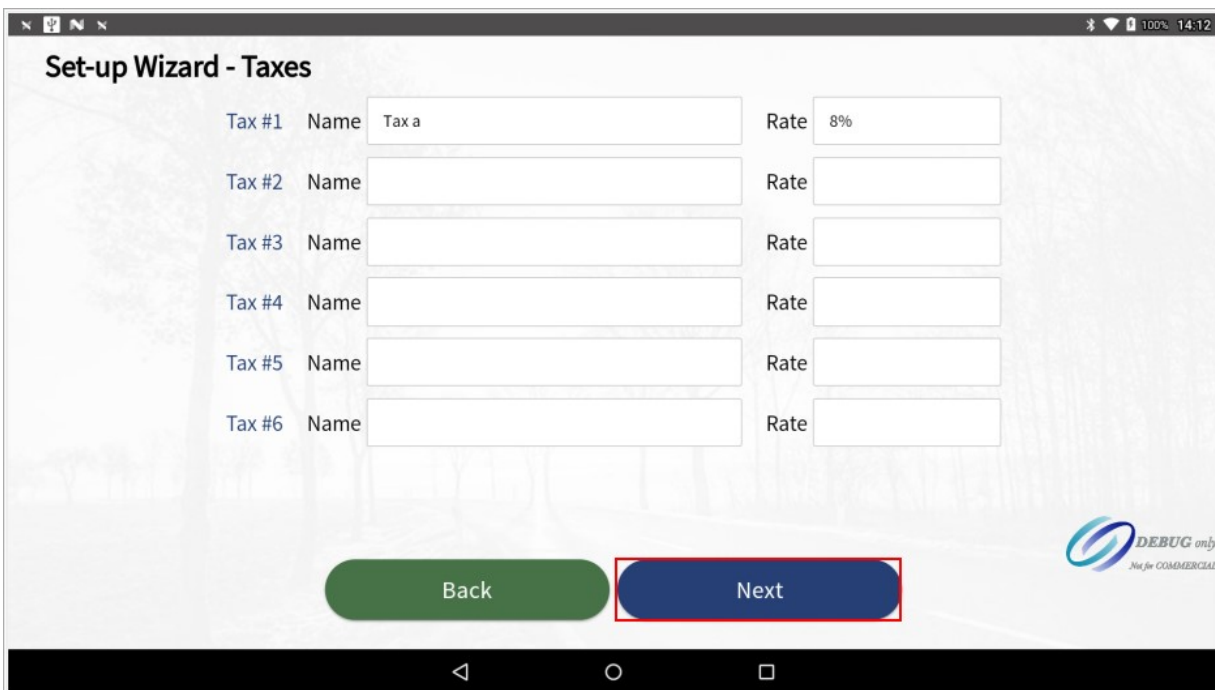 100% 14:12
Set-up Wizard - Taxes
Tax #1 Name Tax a Rate 8%
Tax #2 Name Rate
Tax #3 Name Rate
Tax #4 Name Rate
Tax #5 Name Rate
Tax #6 Name Rate
DEBUG only
Not for COMMERCIAL
Back Next